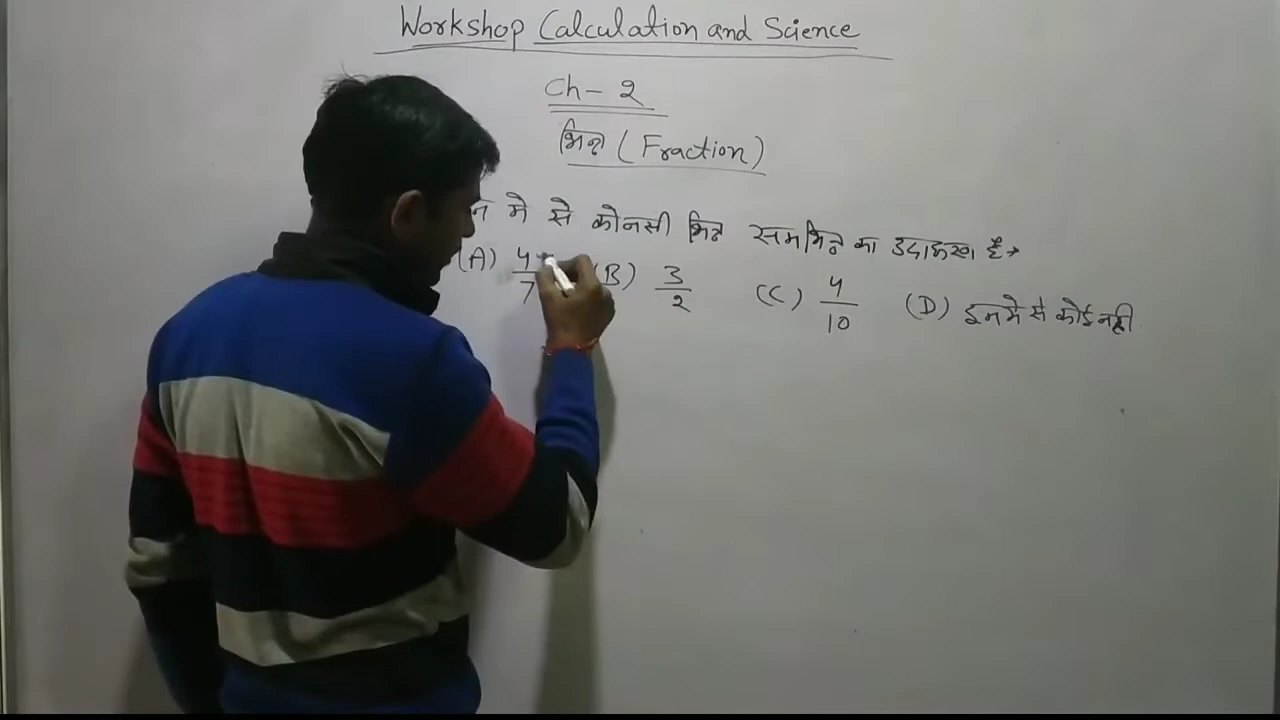 Workshop Calculation and Science
Ch- 2
भिन्न (Fraction)
न मे से कोनसी भिन्न समभिन्न का उदाहरण है→
(A) 4/7 (B) 3/2 (C) 4/10 (D) इनमे से कोई नही